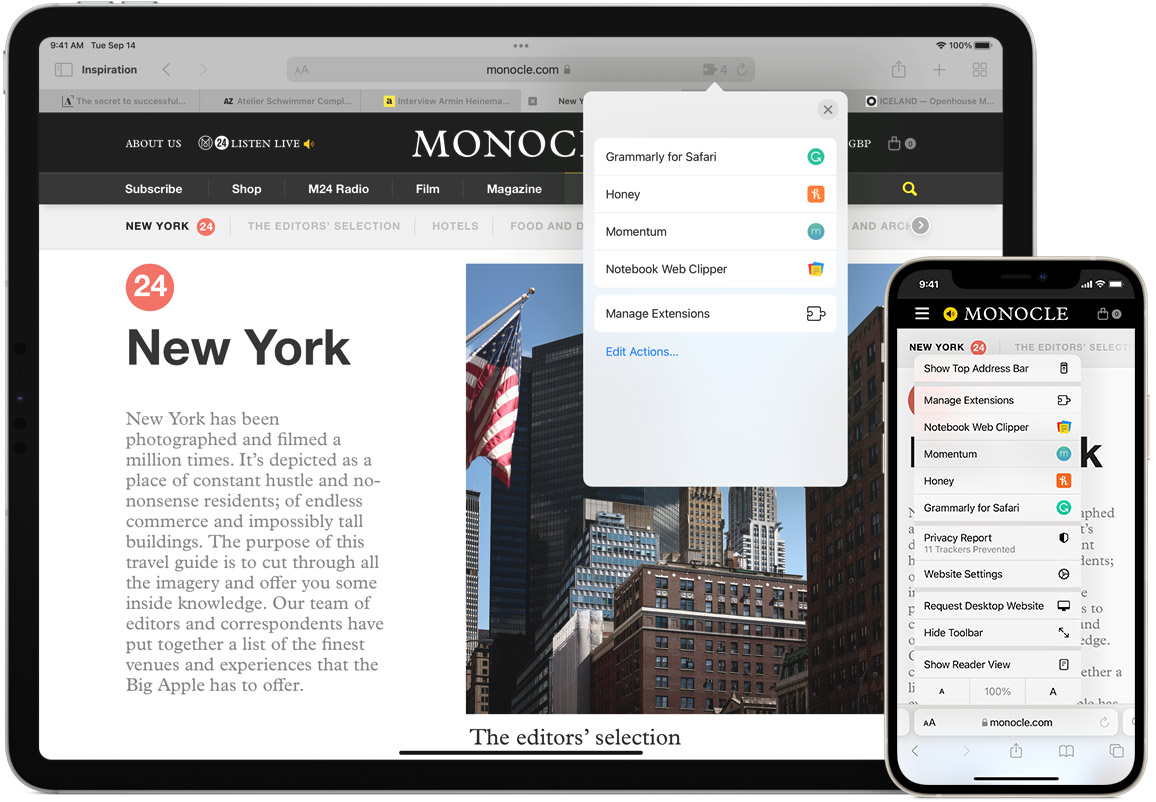 9:41 AM Tue Sep 14
100%
Inspiration
AA
monocle.com
4
The secret to successful...
AZ Atelier Schwimmer Compl...
a Interview Armin Heinema...
New Y
ICELAND — Openhouse M...
ABOUT US
24 LISTEN LIVE
MONOCL
GBP
0
Subscribe
Shop
M24 Radio
Film
Magazine
NEW YORK 24
THE EDITORS' SELECTION
HOTELS
FOOD AND D
AND ARCH
24
New York
New York has been
photographed and filmed a
million times. It's depicted as a
place of constant hustle and no-
nonsense residents; of endless
commerce and impossibly tall
buildings. The purpose of this
travel guide is to cut through all
the imagery and offer you some
inside knowledge. Our team of
editors and correspondents have
put together a list of the finest
venues and experiences that the
Big Apple has to offer.
The editors' selection
Grammarly for Safari
Honey
Momentum
m
Notebook Web Clipper
Manage Extensions
Edit Actions...
9:41
MONOCLE
0
NEW YORK 24
THE EDITORS' SELECT
Show Top Address Bar
Manage Extensions
Notebook Web Clipper
Momentum
m
k
Honey
Grammarly for Safari
Privacy Report
11 Trackers Prevented
Website Settings
Request Desktop Website
Hide Toolbar
Show Reader View
A
100%
A
AA
monocle.com